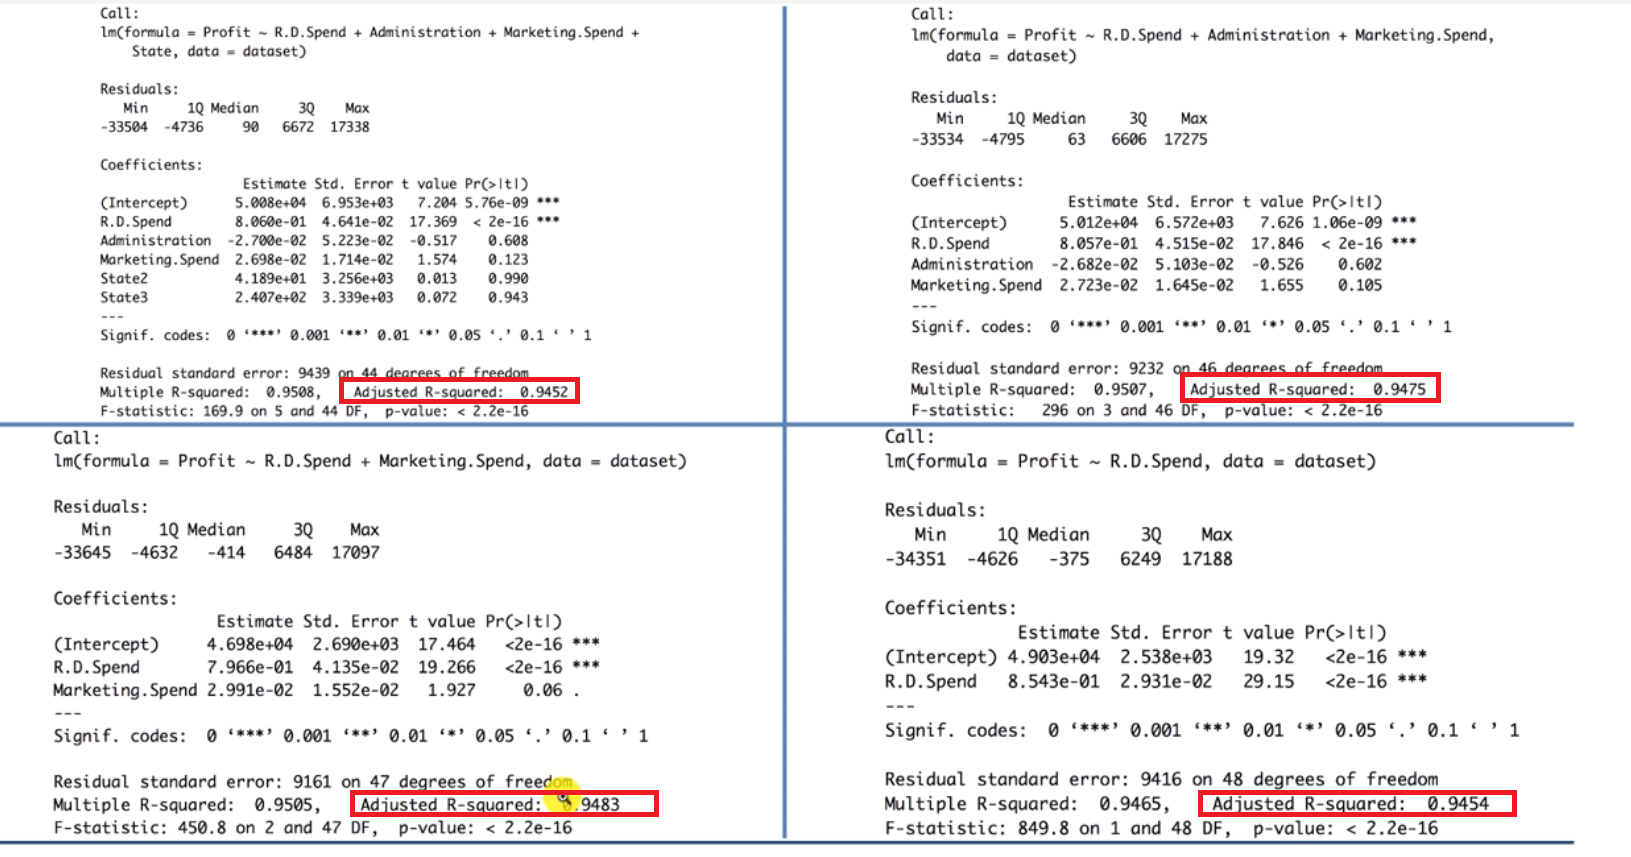 Call:
lm(formula = Profit ~ R.D.Spend + Administration + Marketing.Spend +
    State, data = dataset)
Residuals:
   Min     1Q Median     3Q    Max
-33504  -4736     90   6672  17338
Coefficients:
                  Estimate Std. Error t value Pr(>|t|)
(Intercept)      5.008e+04  6.953e+03   7.204 5.76e-09 ***
R.D.Spend        8.060e-01  4.641e-02  17.369  < 2e-16 ***
Administration  -2.700e-02  5.223e-02  -0.517    0.608
Marketing.Spend  2.698e-02  1.714e-02   1.574    0.123
State2           4.189e+01  3.256e+03   0.013    0.990
State3           2.407e+02  3.339e+03   0.072    0.943
---
Signif. codes:  0 ‘***’ 0.001 ‘**’ 0.01 ‘*’ 0.05 ‘.’ 0.1 ‘ ’ 1
Residual standard error: 9439 on 44 degrees of freedom
Multiple R-squared:  0.9508,    Adjusted R-squared:  0.9452
F-statistic: 169.9 on 5 and 44 DF,  p-value: < 2.2e-16
Call:
lm(formula = Profit ~ R.D.Spend + Administration + Marketing.Spend,
    data = dataset)
Residuals:
   Min     1Q Median     3Q    Max
-33534  -4795     63   6606  17275
Coefficients:
                  Estimate Std. Error t value Pr(>|t|)
(Intercept)      5.012e+04  6.572e+03   7.626 1.06e-09 ***
R.D.Spend        8.057e-01  4.515e-02  17.846  < 2e-16 ***
Administration  -2.682e-02  5.103e-02  -0.526    0.602
Marketing.Spend  2.723e-02  1.645e-02   1.655    0.105
---
Signif. codes:  0 ‘***’ 0.001 ‘**’ 0.01 ‘*’ 0.05 ‘.’ 0.1 ‘ ’ 1
Residual standard error: 9232 on 46 degrees of freedom
Multiple R-squared:  0.9507,    Adjusted R-squared:  0.9475
F-statistic:   296 on 3 and 46 DF,  p-value: < 2.2e-16
Call:
lm(formula = Profit ~ R.D.Spend + Marketing.Spend, data = dataset)
Residuals:
   Min     1Q Median     3Q    Max
-33645  -4632   -414   6484  17097
Coefficients:
                 Estimate Std. Error t value Pr(>|t|)
(Intercept)     4.698e+04  2.690e+03  17.464   <2e-16 ***
R.D.Spend       7.966e-01  4.135e-02  19.266   <2e-16 ***
Marketing.Spend 2.991e-02  1.552e-02   1.927     0.06 .
---
Signif. codes:  0 ‘***’ 0.001 ‘**’ 0.01 ‘*’ 0.05 ‘.’ 0.1 ‘ ’ 1
Residual standard error: 9161 on 47 degrees of freedom
Multiple R-squared:  0.9505,    Adjusted R-squared:  0.9483
F-statistic: 450.8 on 2 and 47 DF,  p-value: < 2.2e-16
Call:
lm(formula = Profit ~ R.D.Spend, data = dataset)
Residuals:
   Min     1Q Median     3Q    Max
-34351  -4626   -375   6249  17188
Coefficients:
             Estimate Std. Error t value Pr(>|t|)
(Intercept) 4.903e+04  2.538e+03   19.32   <2e-16 ***
R.D.Spend   8.543e-01  2.931e-02   29.15   <2e-16 ***
---
Signif. codes:  0 ‘***’ 0.001 ‘**’ 0.01 ‘*’ 0.05 ‘.’ 0.1 ‘ ’ 1
Residual standard error: 9416 on 48 degrees of freedom
Multiple R-squared:  0.9465,    Adjusted R-squared:  0.9454
F-statistic: 849.8 on 1 and 48 DF,  p-value: < 2.2e-16